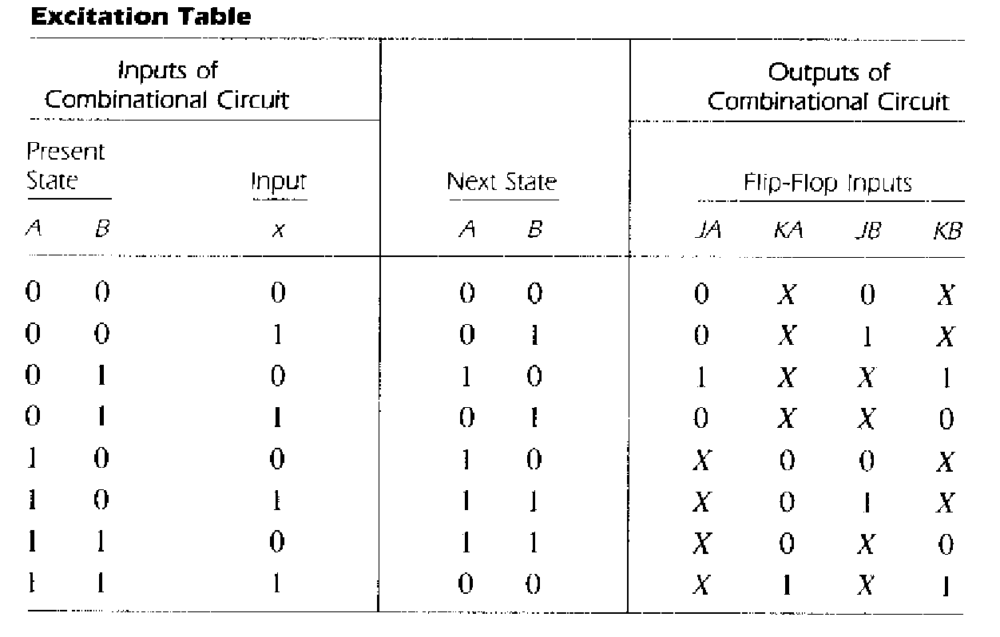 Excitation Table
Inputs of Combinational Circuit
Outputs of Combinational Circuit
Present State Input Next State Flip-Flop Inputs
A B x A B JA KA JB KB
0 0 0 0 0 0 X 0 X
0 0 1 0 1 0 X 1 X
0 1 0 1 0 1 X X 1
0 1 1 0 1 0 X X 0
1 0 0 1 0 X 0 0 X
1 0 1 1 1 X 0 1 X
1 1 0 1 1 X 0 X 0
1 1 1 0 0 X 1 X 1